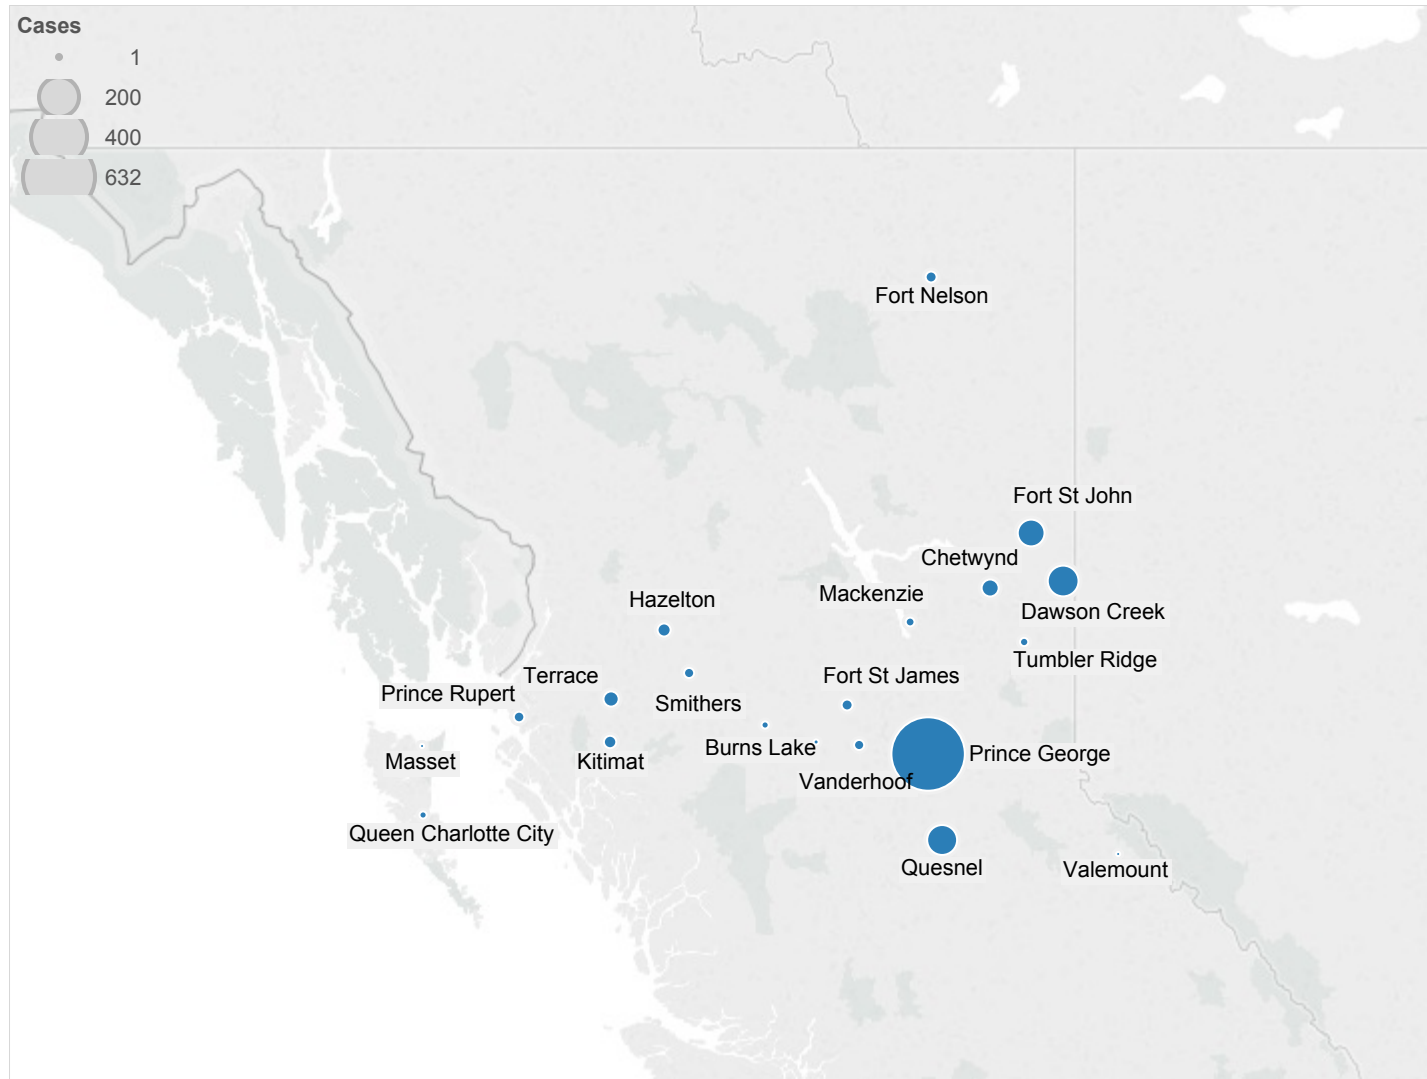 Cases
1
200
400
632
Fort Nelson
Fort St John
Chetwynd
Mackenzie
Hazelton
Dawson Creek
Tumbler Ridge
Terrace
Fort St James
Prince Rupert
Smithers
Burns Lake
Prince George
Masset
Kitimat
Vanderhoof
Queen Charlotte City
Quesnel
Valemount